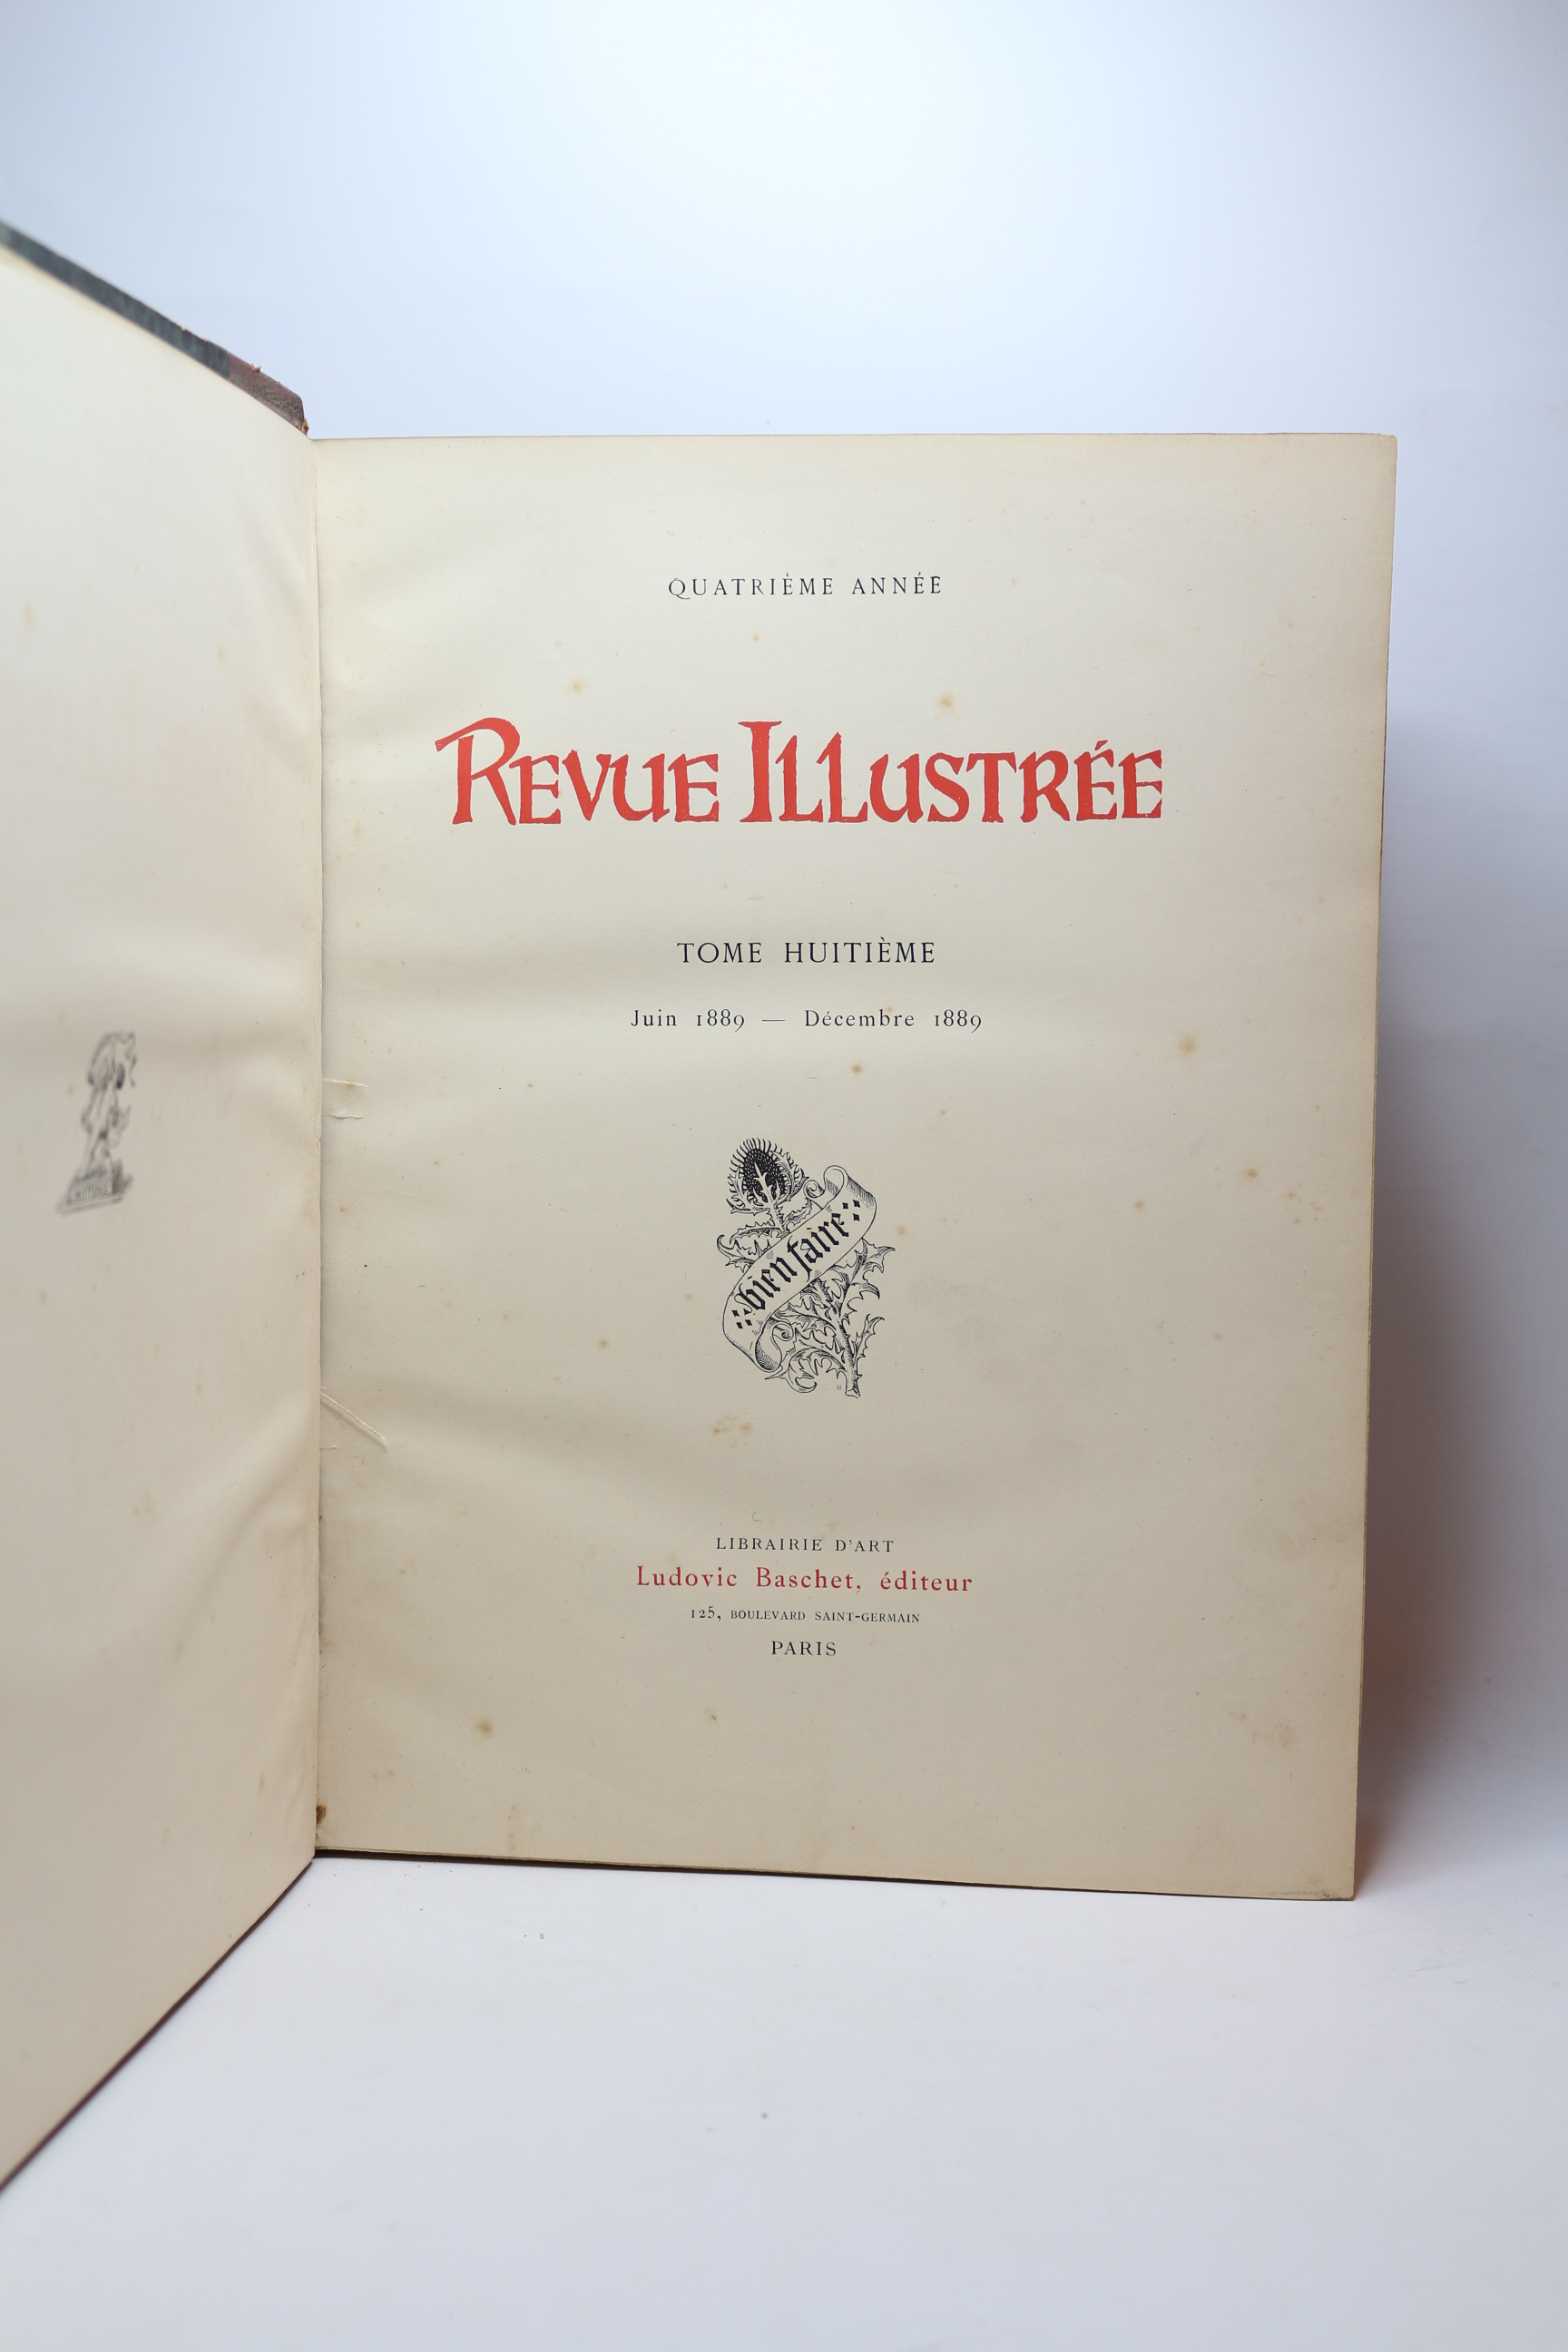 QUATRIÈME ANNÉE
REVUE ILLUSTRÉE
TOME HUITIÈME
Juin 1889 — Décembre 1889
bien faire
LIBRAIRIE D'ART
Ludovic Baschet, éditeur
125, BOULEVARD SAINT-GERMAIN
PARIS